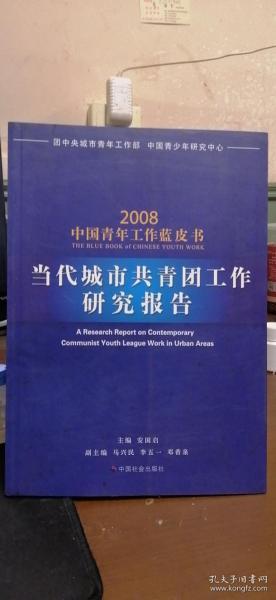 团中央城市青年工作部 中国青少年研究中心
2008
中国青年工作蓝皮书
THE BLUE BOOK of CHINESE YOUTH WORK
当代城市共青团工作
研究报告
A Research Report on Contemporary
Communist Youth League Work in Urban Areas
主编 安国启
副主编 马兴民 李五一 邓希泉
中国社会出版社
孔夫子旧书网